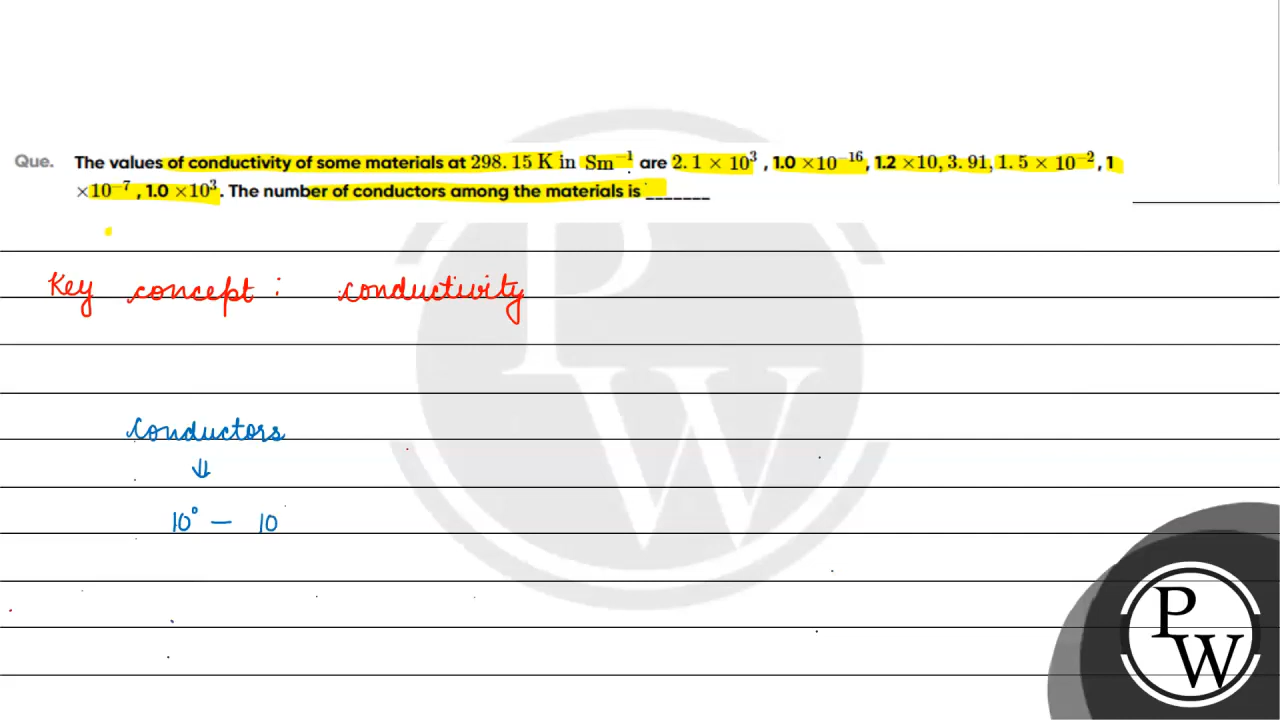 Que. The values of conductivity of some materials at 298. 15 K in Sm⁻¹ are 2. 1 × 10³ , 1.0 ×10⁻¹⁶, 1.2 ×10, 3. 91, 1. 5 × 10⁻² , 1
×10⁻⁷ , 1.0 ×10³. The number of conductors among the materials is _______
Key concept : conductivity
conductors
⇓
10° – 10
P
W
P
W